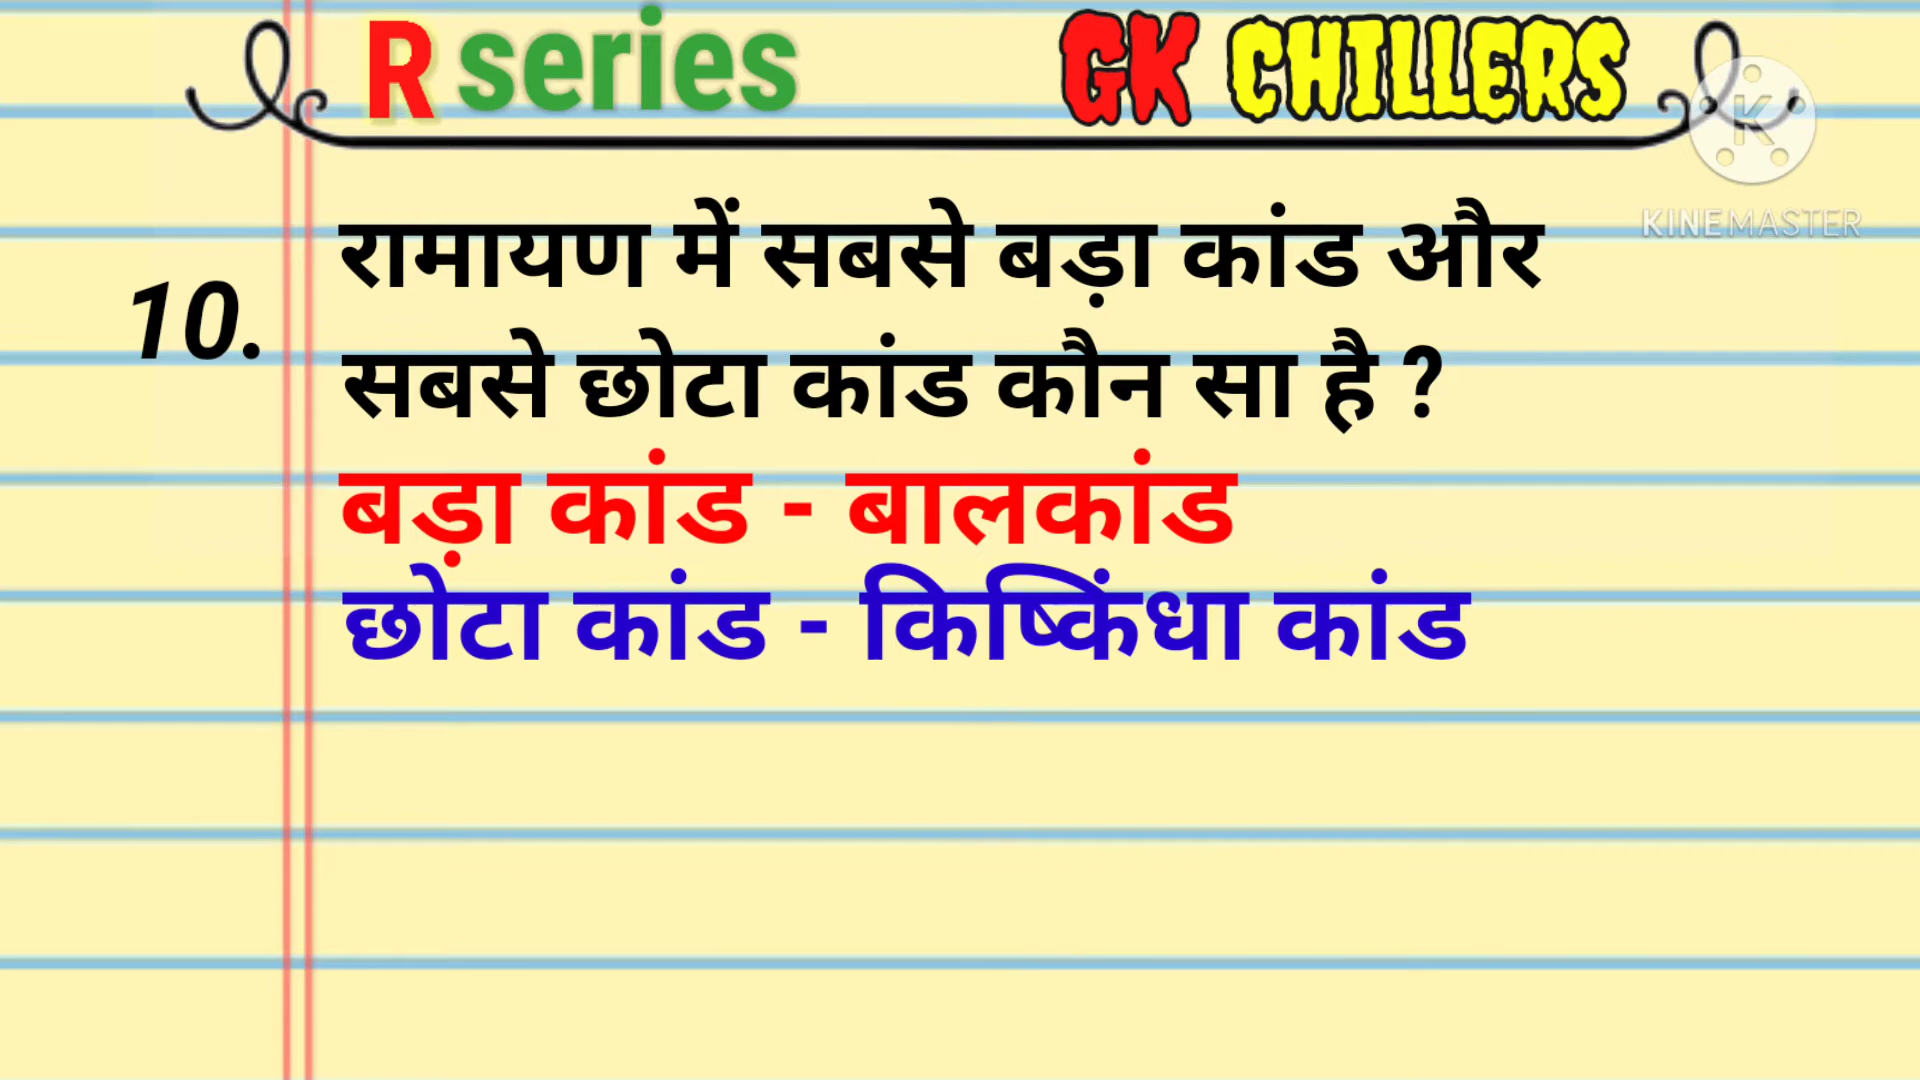 R series GK CHILLERS
KINEMASTER
रामायण में सबसे बड़ा कांड और
10.
सबसे छोटा कांड कौन सा है ?
बड़ा कांड - बालकांड
छोटा कांड - किष्किंधा कांड